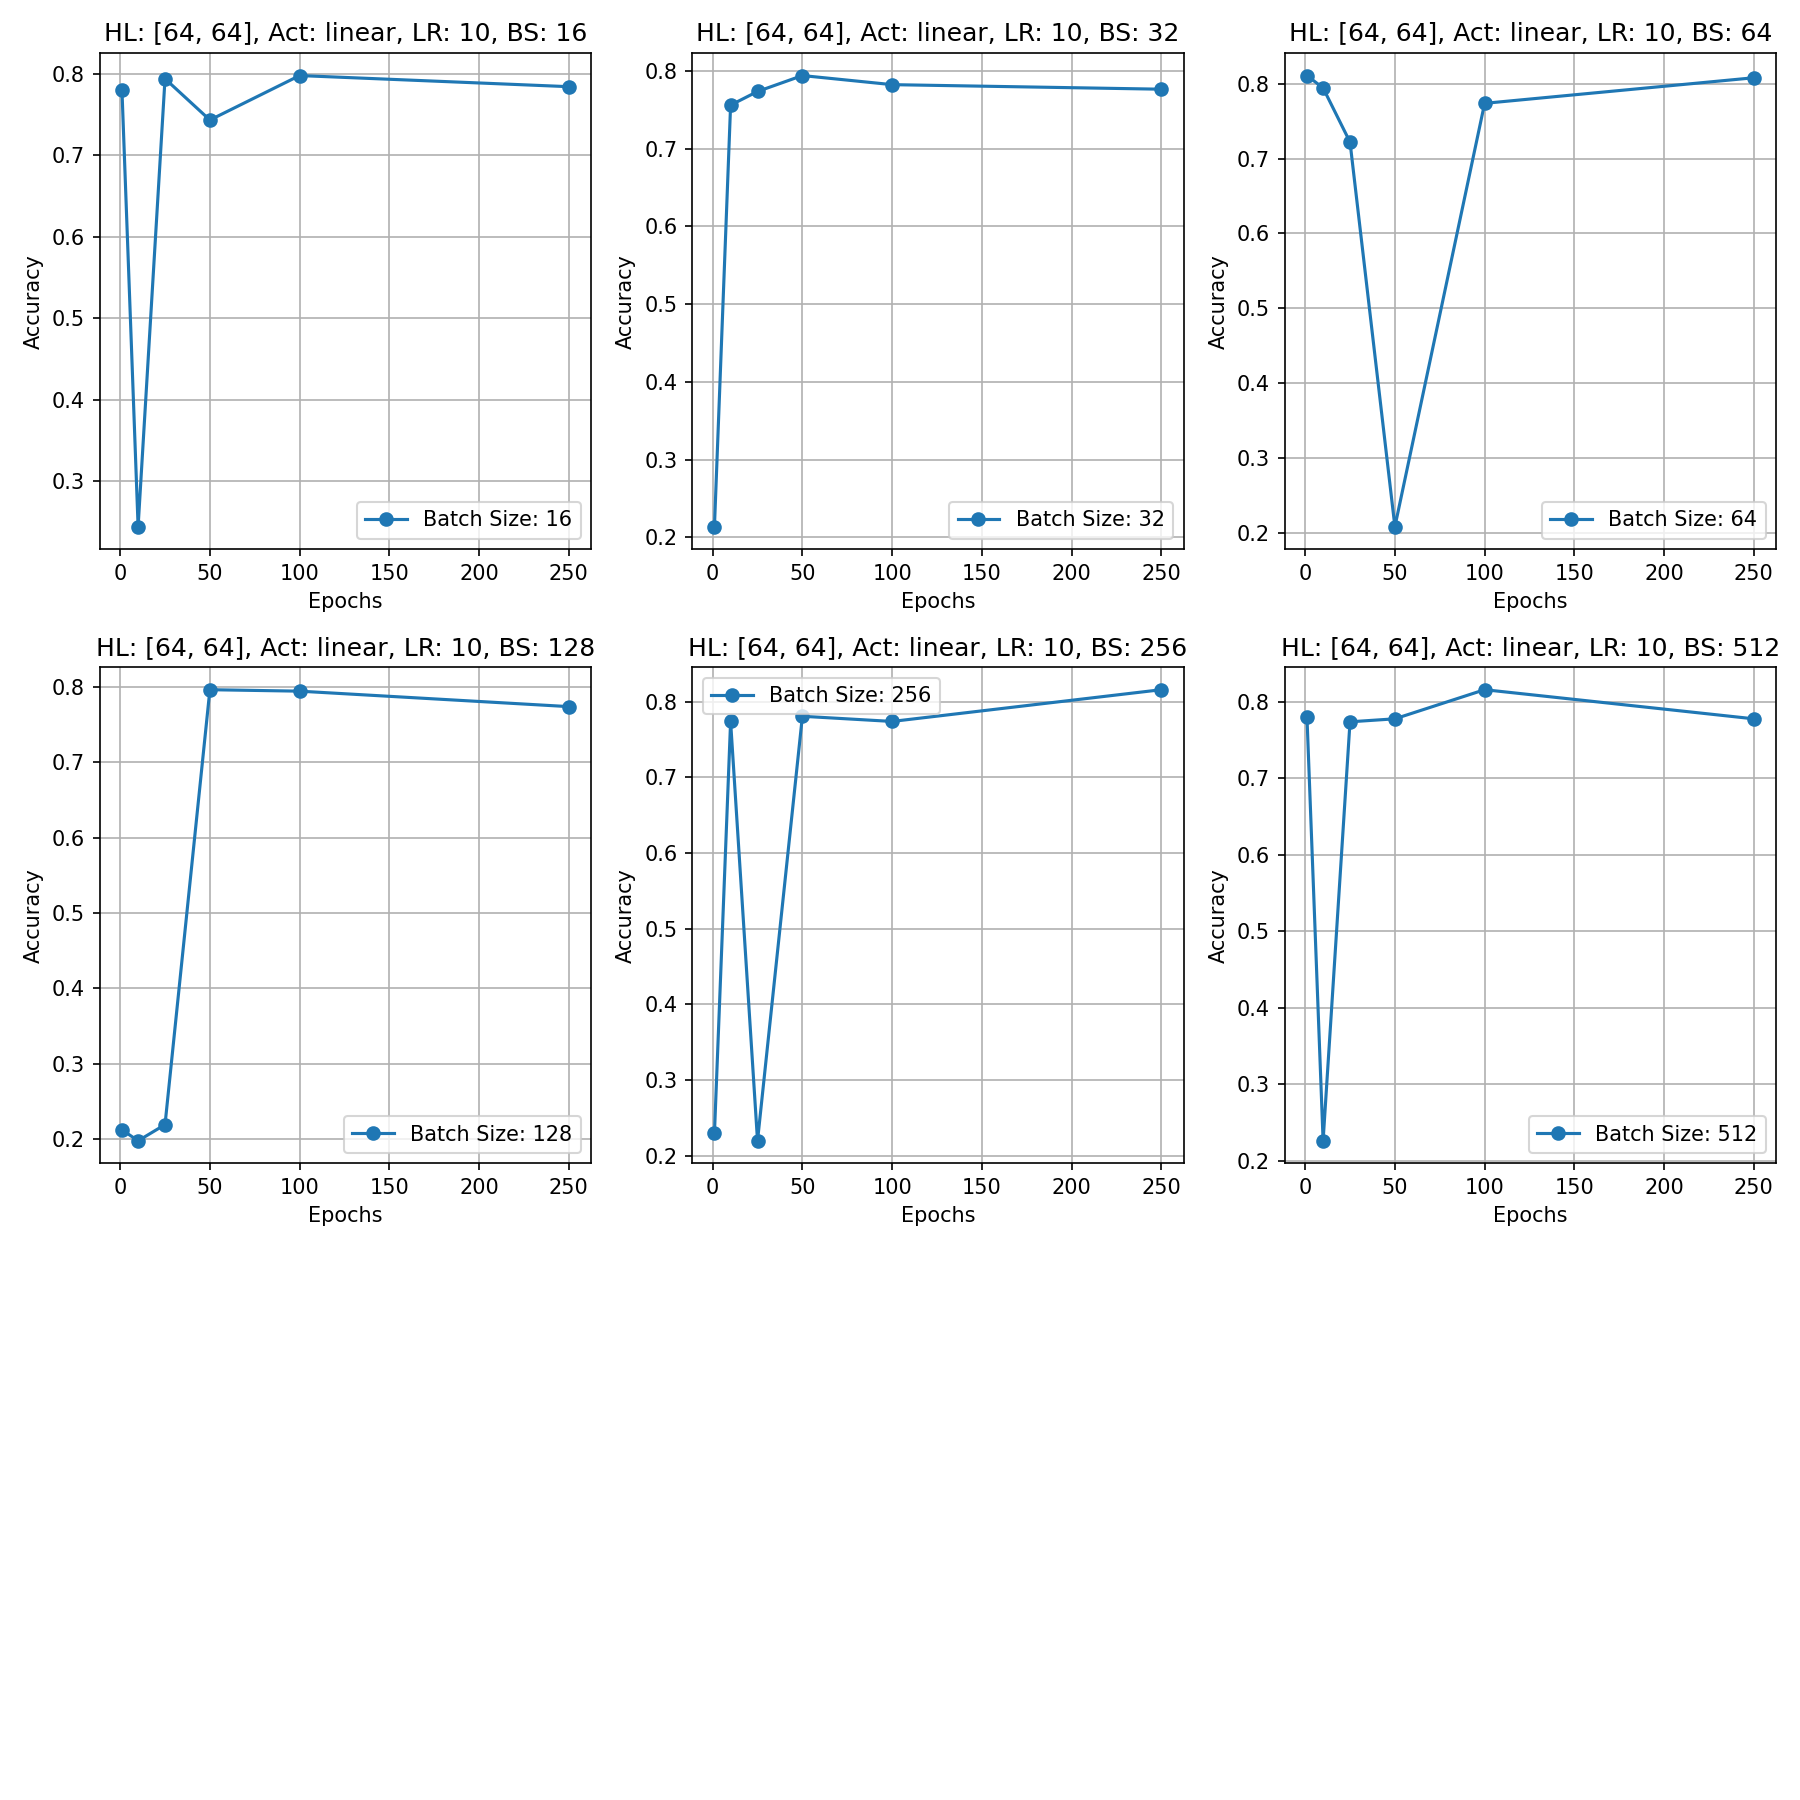 HL: [64, 64], Act: linear, LR: 10, BS: 16
0.8
0.7
0.6
0.5
0.4
0.3
Accuracy
Batch Size: 16
0 50 100 150 200 250
Epochs
HL: [64, 64], Act: linear, LR: 10, BS: 32
0.8
0.7
0.6
0.5
0.4
0.3
0.2
Accuracy
Batch Size: 32
0 50 100 150 200 250
Epochs
HL: [64, 64], Act: linear, LR: 10, BS: 64
0.8
0.7
0.6
0.5
0.4
0.3
0.2
Accuracy
Batch Size: 64
0 50 100 150 200 250
Epochs
HL: [64, 64], Act: linear, LR: 10, BS: 128
0.8
0.7
0.6
0.5
0.4
0.3
0.2
Accuracy
Batch Size: 128
0 50 100 150 200 250
Epochs
HL: [64, 64], Act: linear, LR: 10, BS: 256
Batch Size: 256
0.8
0.7
0.6
0.5
0.4
0.3
0.2
Accuracy
0 50 100 150 200 250
Epochs
HL: [64, 64], Act: linear, LR: 10, BS: 512
0.8
0.7
0.6
0.5
0.4
0.3
0.2
Accuracy
Batch Size: 512
0 50 100 150 200 250
Epochs